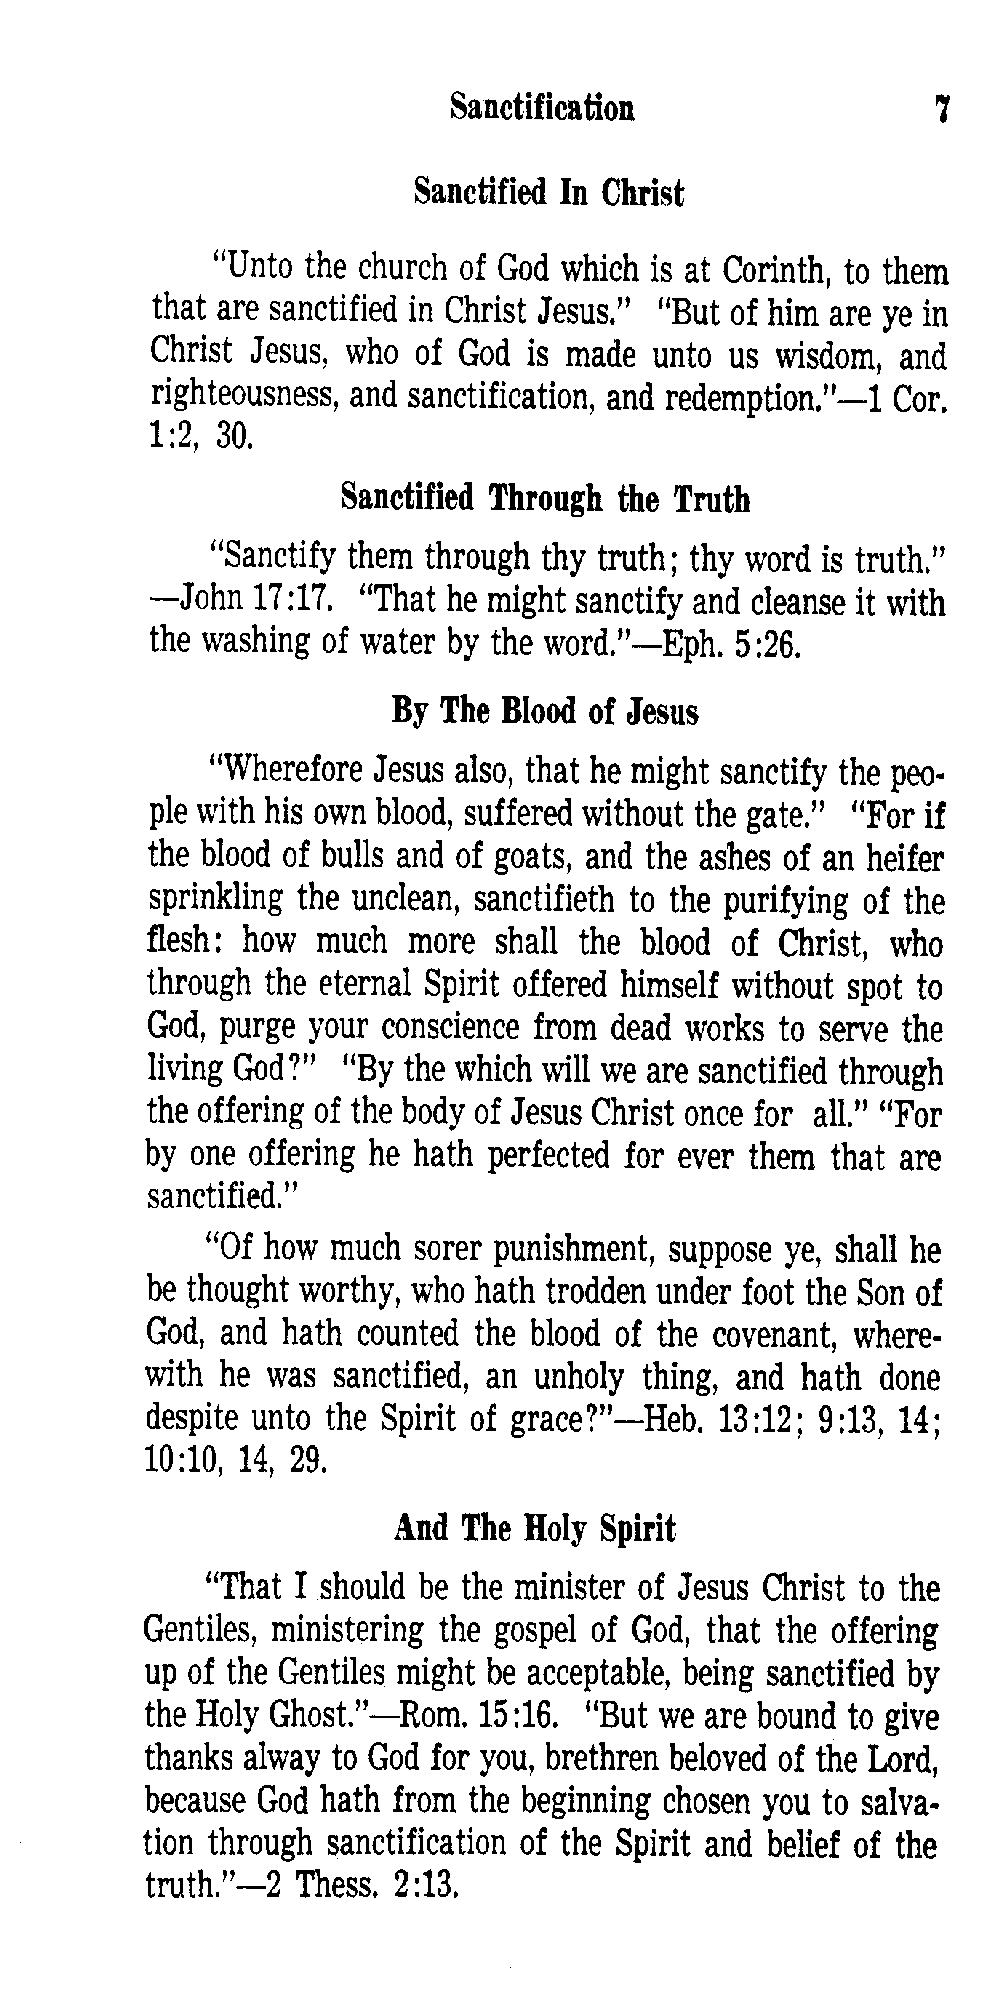 Sanctification 7
Sanctified In Christ
“Unto the church of God which is at Corinth, to them
that are sanctified in Christ Jesus.” “But of him are ye in
Christ Jesus, who of God is made unto us wisdom, and
righteousness, and sanctification, and redemption.”—1 Cor.
1:2, 30.
Sanctified Through the Truth
“Sanctify them through thy truth; thy word is truth.”
—John 17:17. “That he might sanctify and cleanse it with
the washing of water by the word.”—Eph. 5:26.
By The Blood of Jesus
“Wherefore Jesus also, that he might sanctify the peo-
ple with his own blood, suffered without the gate.” “For if
the blood of bulls and of goats, and the ashes of an heifer
sprinkling the unclean, sanctifieth to the purifying of the
flesh: how much more shall the blood of Christ, who
through the eternal Spirit offered himself without spot to
God, purge your conscience from dead works to serve the
living God?” “By the which will we are sanctified through
the offering of the body of Jesus Christ once for all.” “For
by one offering he hath perfected for ever them that are
sanctified.”
“Of how much sorer punishment, suppose ye, shall he
be thought worthy, who hath trodden under foot the Son of
God, and hath counted the blood of the covenant, where-
with he was sanctified, an unholy thing, and hath done
despite unto the Spirit of grace?”—Heb. 13:12; 9:13, 14;
10:10, 14, 29.
And The Holy Spirit
“That I should be the minister of Jesus Christ to the
Gentiles, ministering the gospel of God, that the offering
up of the Gentiles might be acceptable, being sanctified by
the Holy Ghost.”—Rom. 15:16. “But we are bound to give
thanks alway to God for you, brethren beloved of the Lord,
because God hath from the beginning chosen you to salva-
tion through sanctification of the Spirit and belief of the
truth.”—2 Thess. 2:13.